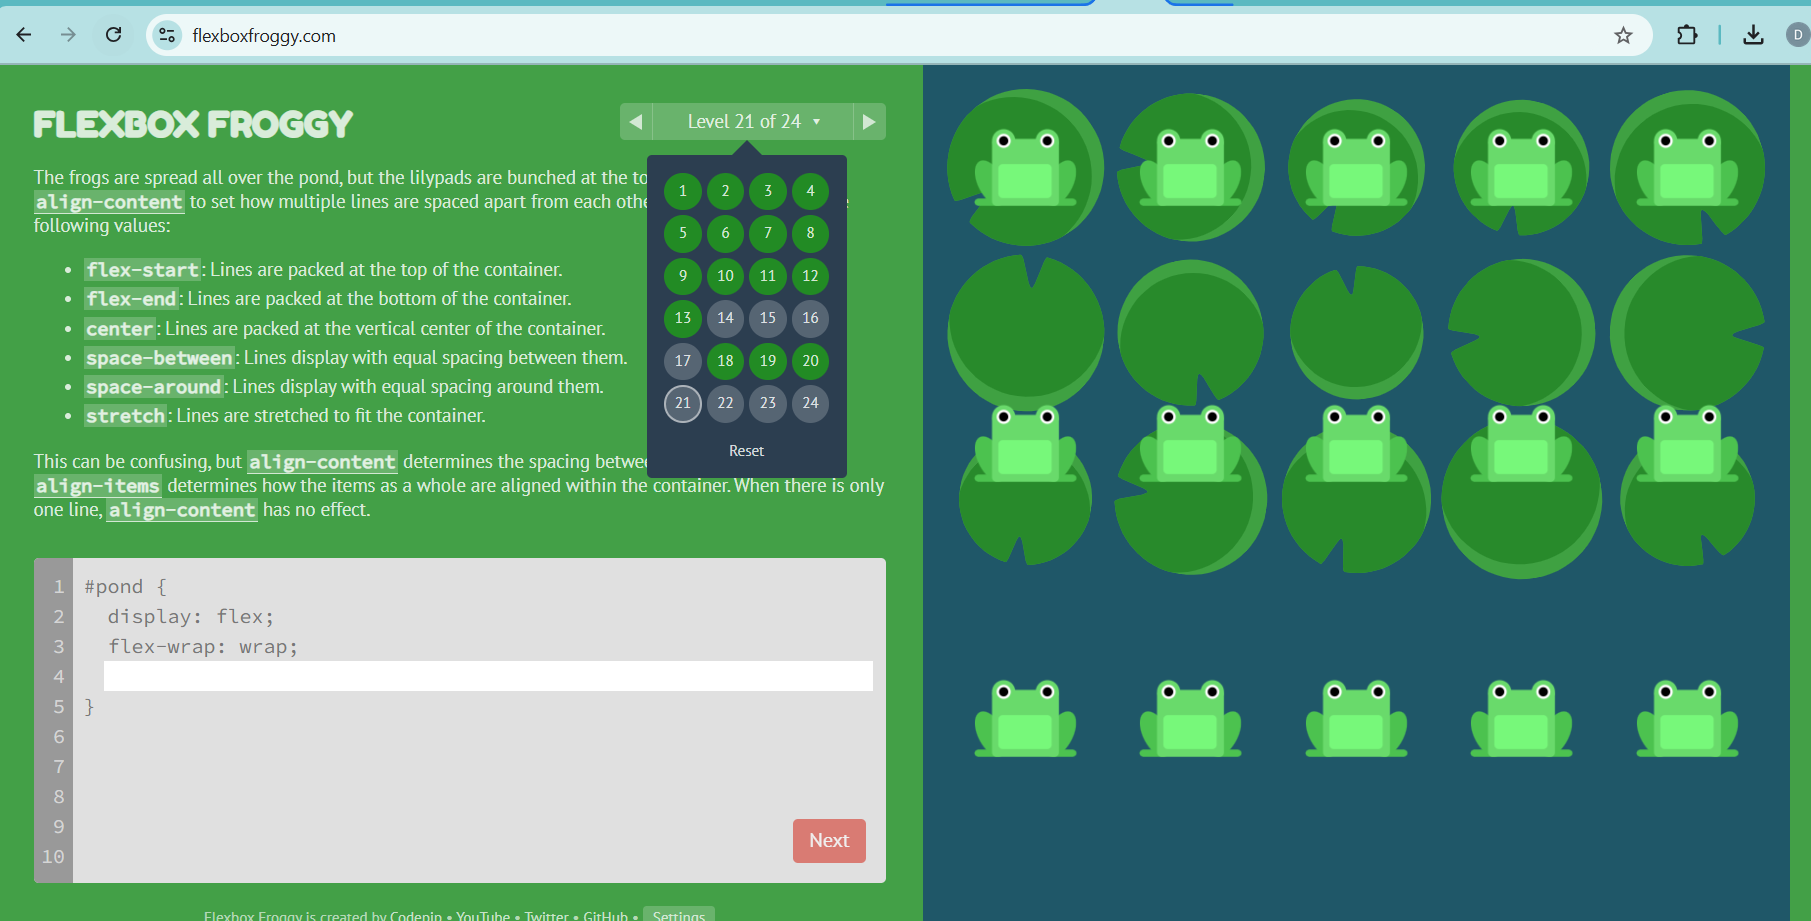 flexboxfroggy.com
D
FLEXBOX FROGGY
Level 21 of 24
The frogs are spread all over the pond, but the lilypads are bunched at the to
align-content to set how multiple lines are spaced apart from each othe
following values:
flex-start: Lines are packed at the top of the container.
flex-end: Lines are packed at the bottom of the container.
center: Lines are packed at the vertical center of the container.
space-between: Lines display with equal spacing between them.
space-around: Lines display with equal spacing around them.
stretch: Lines are stretched to fit the container.
1 2 3 4
5 6 7 8
9 10 11 12
13 14 15 16
17 18 19 20
21 22 23 24
Reset
This can be confusing, but align-content determines the spacing betwee
align-items determines how the items as a whole are aligned within the container. When there is only
one line, align-content has no effect.
1 #pond {
2 display: flex;
3 flex-wrap: wrap;
4
5 }
6
7
8
9
10
Next
Flexbox Froggy is created by Codepip • YouTube • Twitter • GitHub • Settings